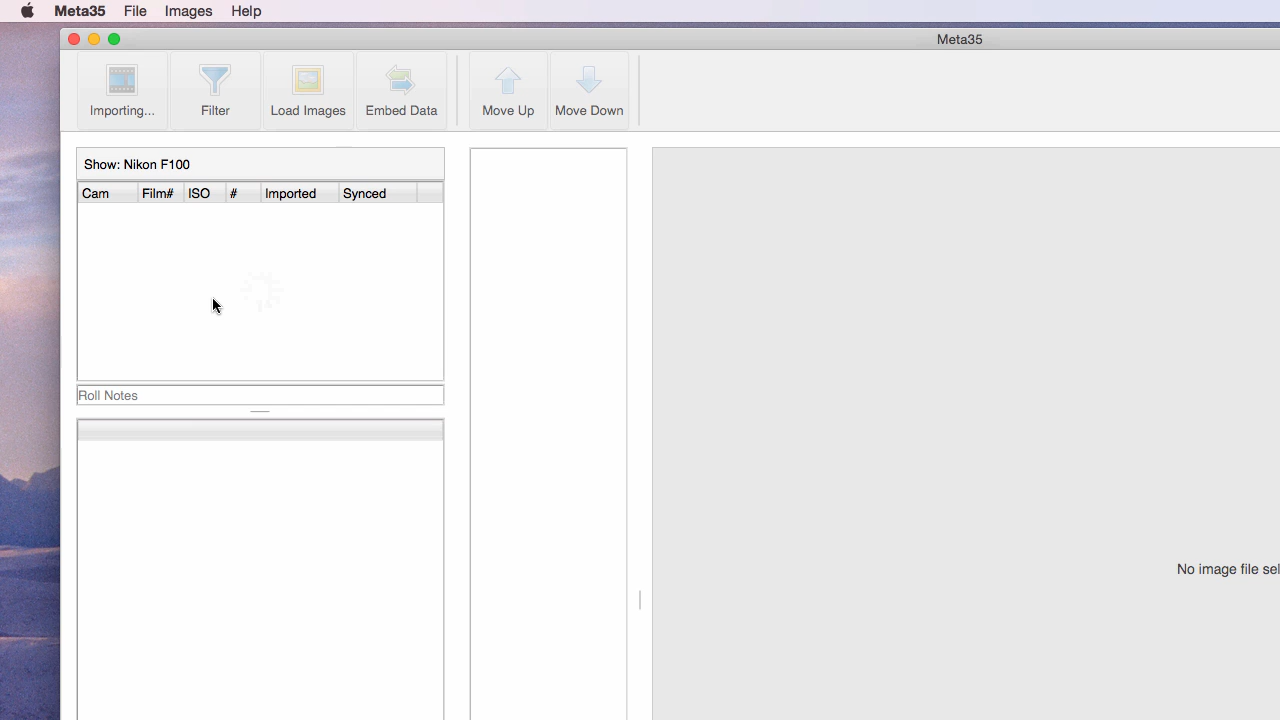 Meta35 File Images Help
Meta35
Importing... Filter Load Images Embed Data Move Up Move Down
Show: Nikon F100
Cam Film# ISO # Imported Synced
Roll Notes
No image file sel